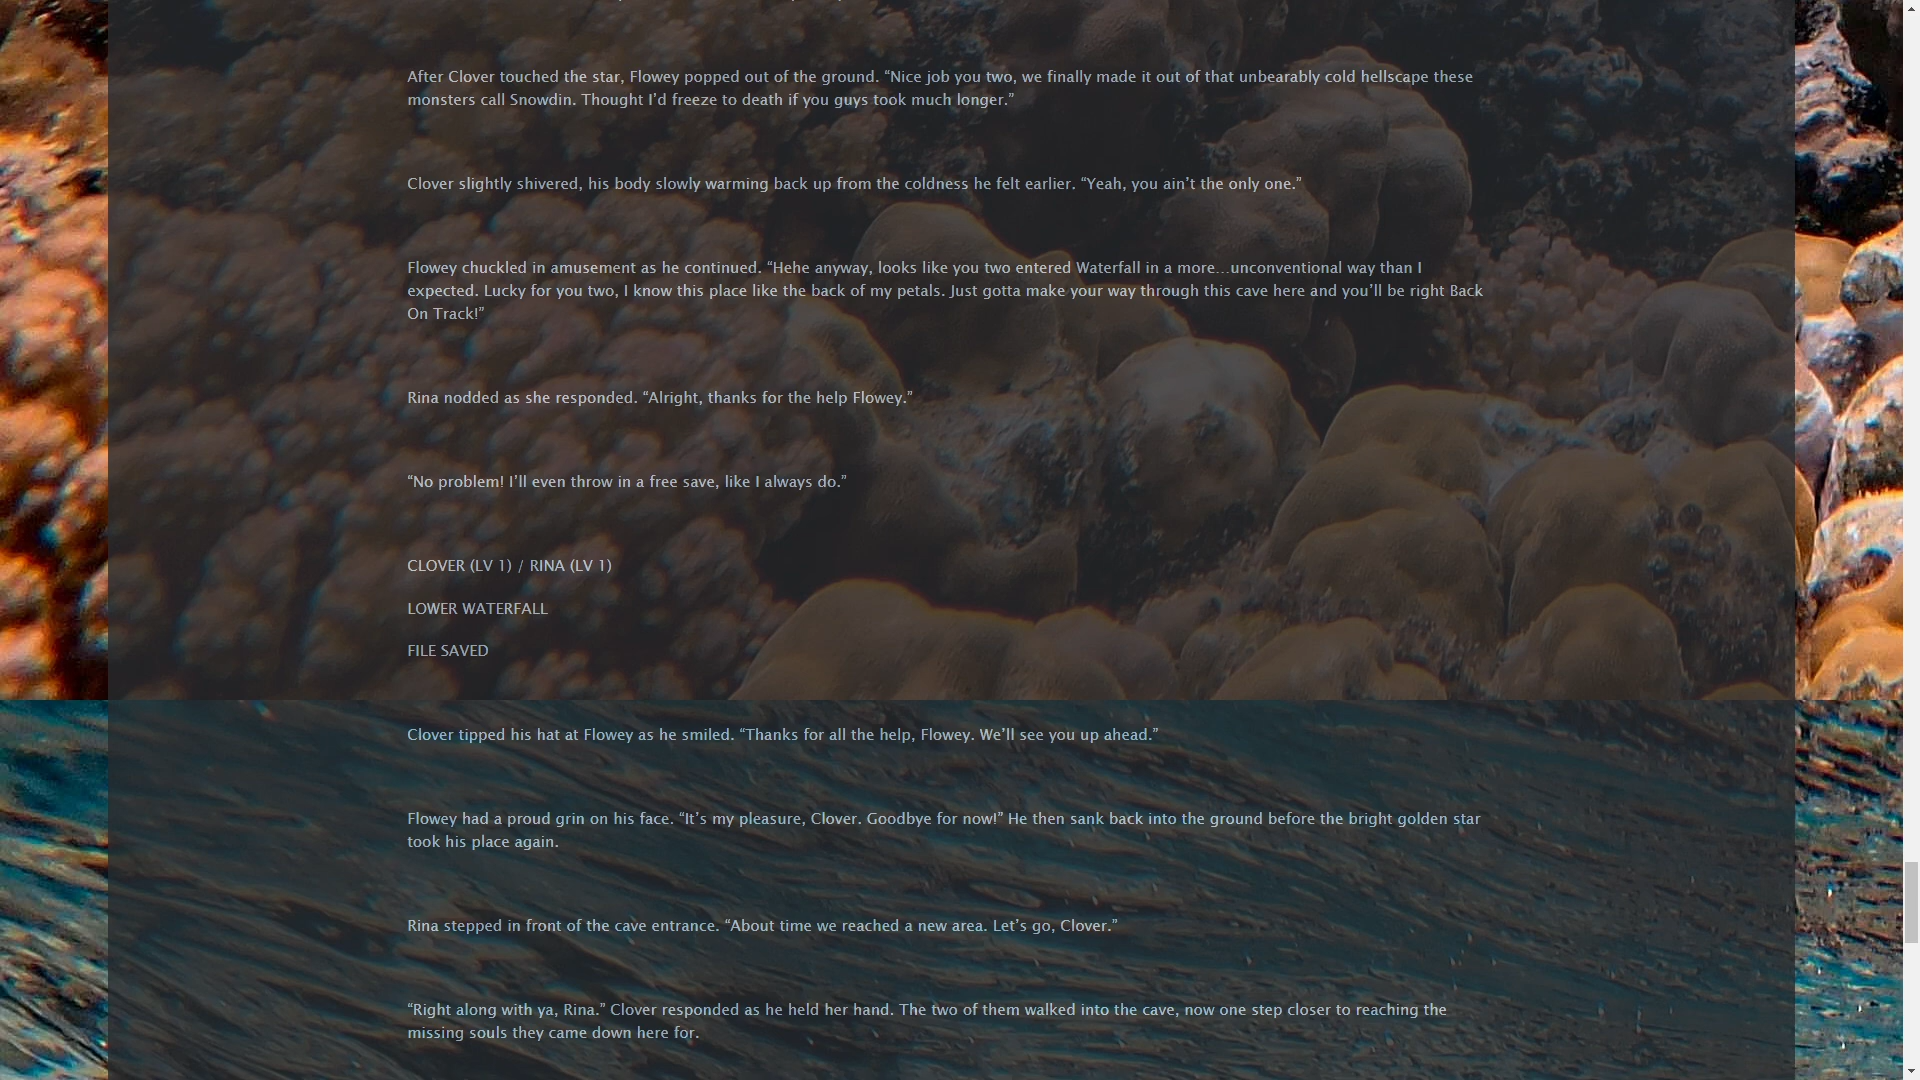 After Clover touched the star, Flowey popped out of the ground. “Nice job you two, we finally made it out of that unbearably cold hellscape these
monsters call Snowdin. Thought I’d freeze to death if you guys took much longer.”
Clover slightly shivered, his body slowly warming back up from the coldness he felt earlier. “Yeah, you ain’t the only one.”
Flowey chuckled in amusement as he continued. “Hehe anyway, looks like you two entered Waterfall in a more…unconventional way than I
expected. Lucky for you two, I know this place like the back of my petals. Just gotta make your way through this cave here and you’ll be right Back
On Track!”
Rina nodded as she responded. “Alright, thanks for the help Flowey.”
“No problem! I’ll even throw in a free save, like I always do.”
CLOVER (LV 1) / RINA (LV 1)
LOWER WATERFALL
FILE SAVED
Clover tipped his hat at Flowey as he smiled. “Thanks for all the help, Flowey. We’ll see you up ahead.”
Flowey had a proud grin on his face. “It’s my pleasure, Clover. Goodbye for now!” He then sank back into the ground before the bright golden star
took his place again.
Rina stepped in front of the cave entrance. “About time we reached a new area. Let’s go, Clover.”
“Right along with ya, Rina.” Clover responded as he held her hand. The two of them walked into the cave, now one step closer to reaching the
missing souls they came down here for.